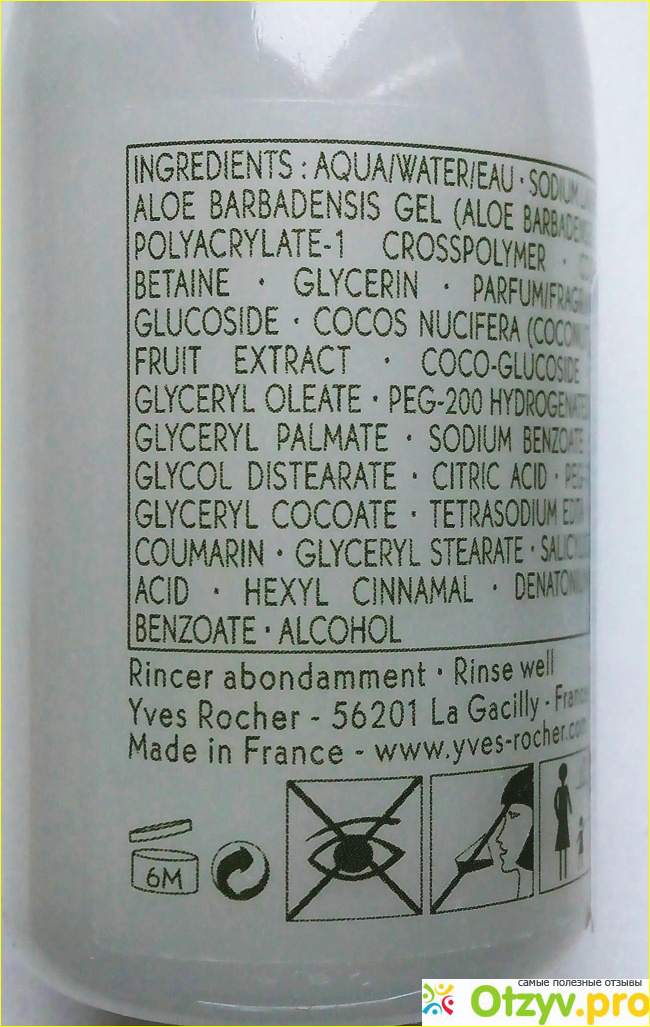 INGREDIENTS : AQUA/WATER/EAU · SODIUM
ALOE BARBADENSIS GEL (ALOE
POLYACRYLATE-1 CROSSPOLYMER ·
BETAINE · GLYCERIN · PARFUM/
GLUCOSIDE · COCOS NUCIFERA
FRUIT EXTRACT · COCO-GLUCOSIDE
GLYCERYL OLEATE · PEG-200
GLYCERYL PALMATE · SODIUM BENZOATE
GLYCOL DISTEARATE · CITRIC ACID ·
GLYCERYL COCOATE · TETRASODIUM
COUMARIN · GLYCERYL STEARATE ·
ACID · HEXYL CINNAMAL ·
BENZOATE · ALCOHOL
Rincer abondamment · Rinse well
Yves Rocher - 56201 La Gacilly - France
Made in France - www.yves-rocher.com
6M
самые полезные отзывы
Otzyv.pro